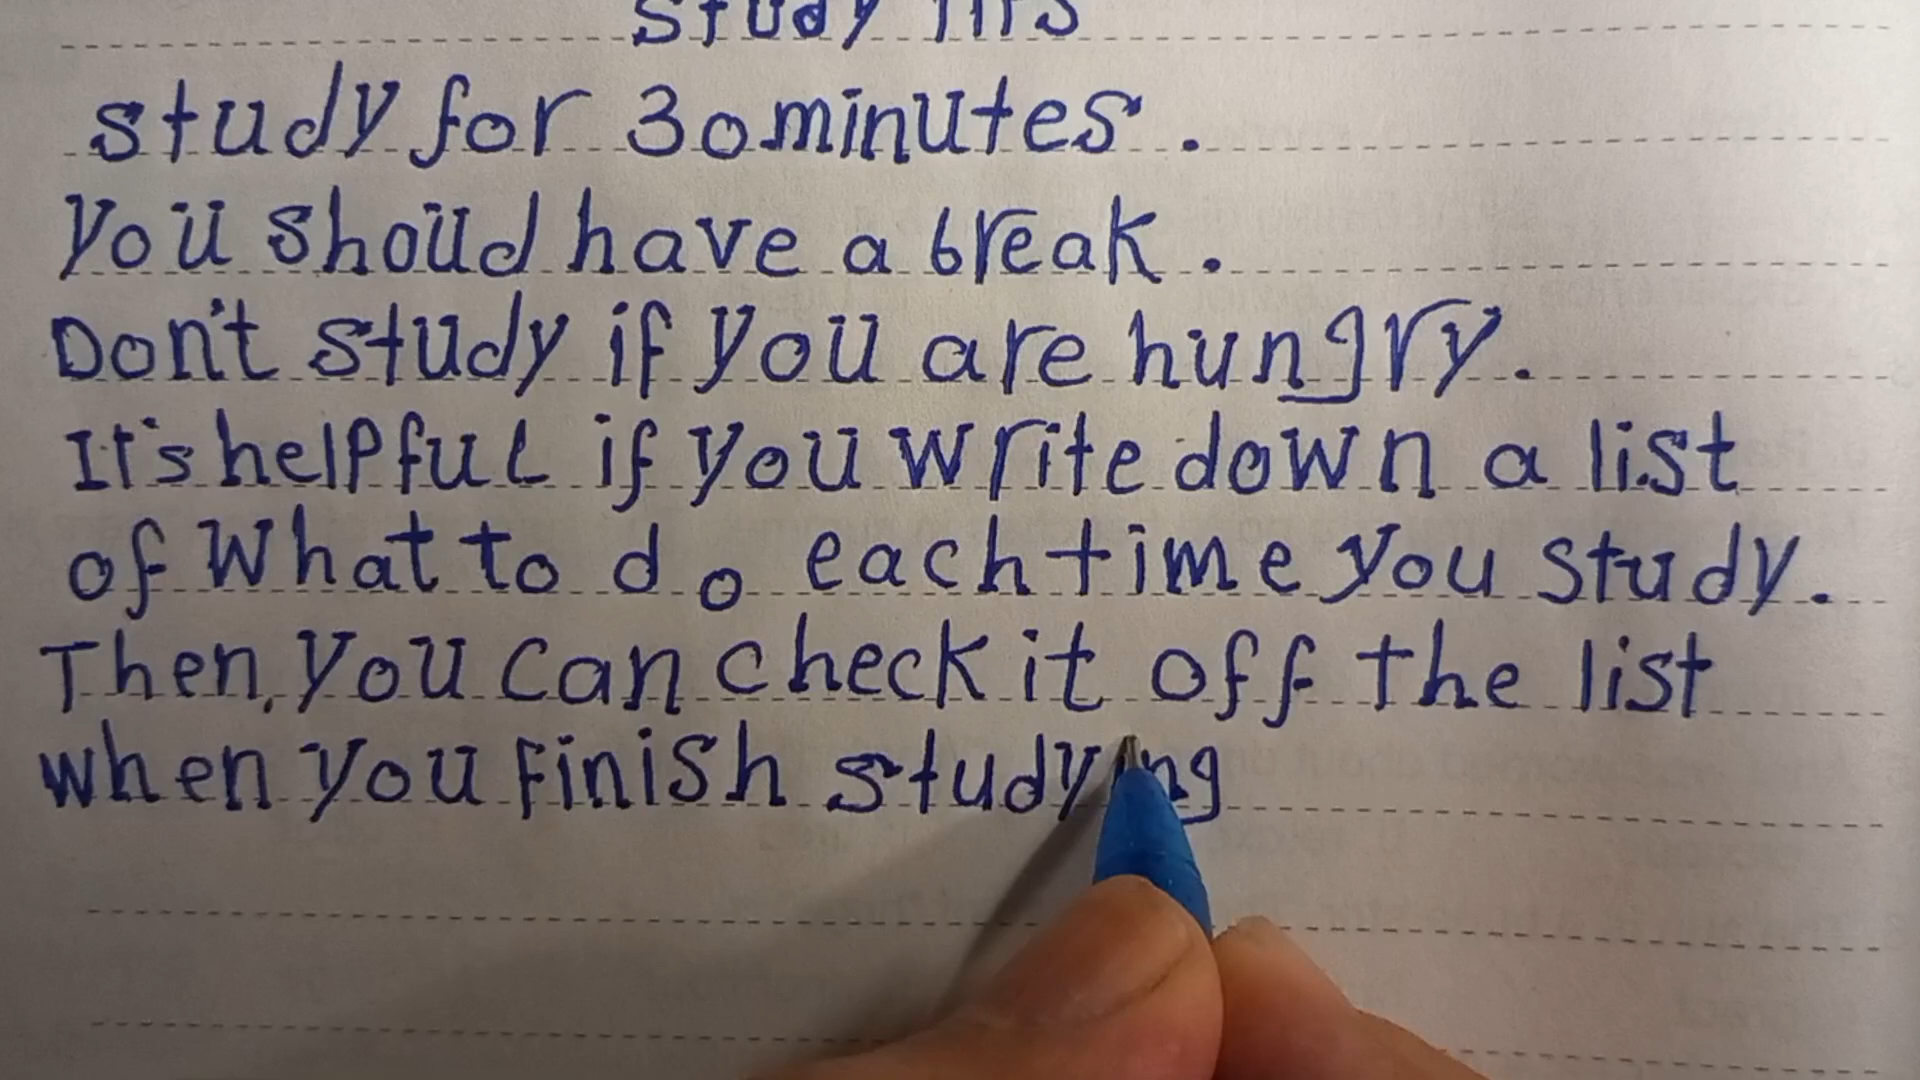 Study
study for 30 minutes.
You shoud have a break.
Don't study if you are hungry.
It's helpful if you write down a list
of what to do each time you study.
Then, you can check it off the list
when you Finish studying